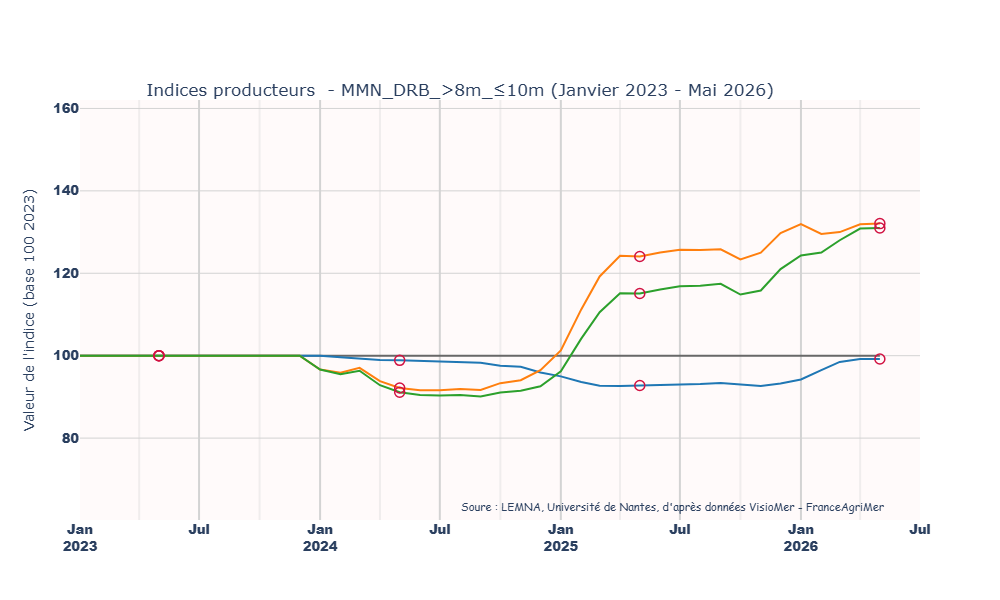 Indices producteurs - MMN_DRB_>8m_≤10m (Janvier 2023 - Mai 2026)
Valeur de l'indice (base 100 2023)
160
140
120
100
80
Soure : LEMNA, Université de Nantes, d'après données VisioMer - FranceAgriMer
Jan Jul Jan Jul Jan Jul Jan Jul
2023 2024 2025 2026